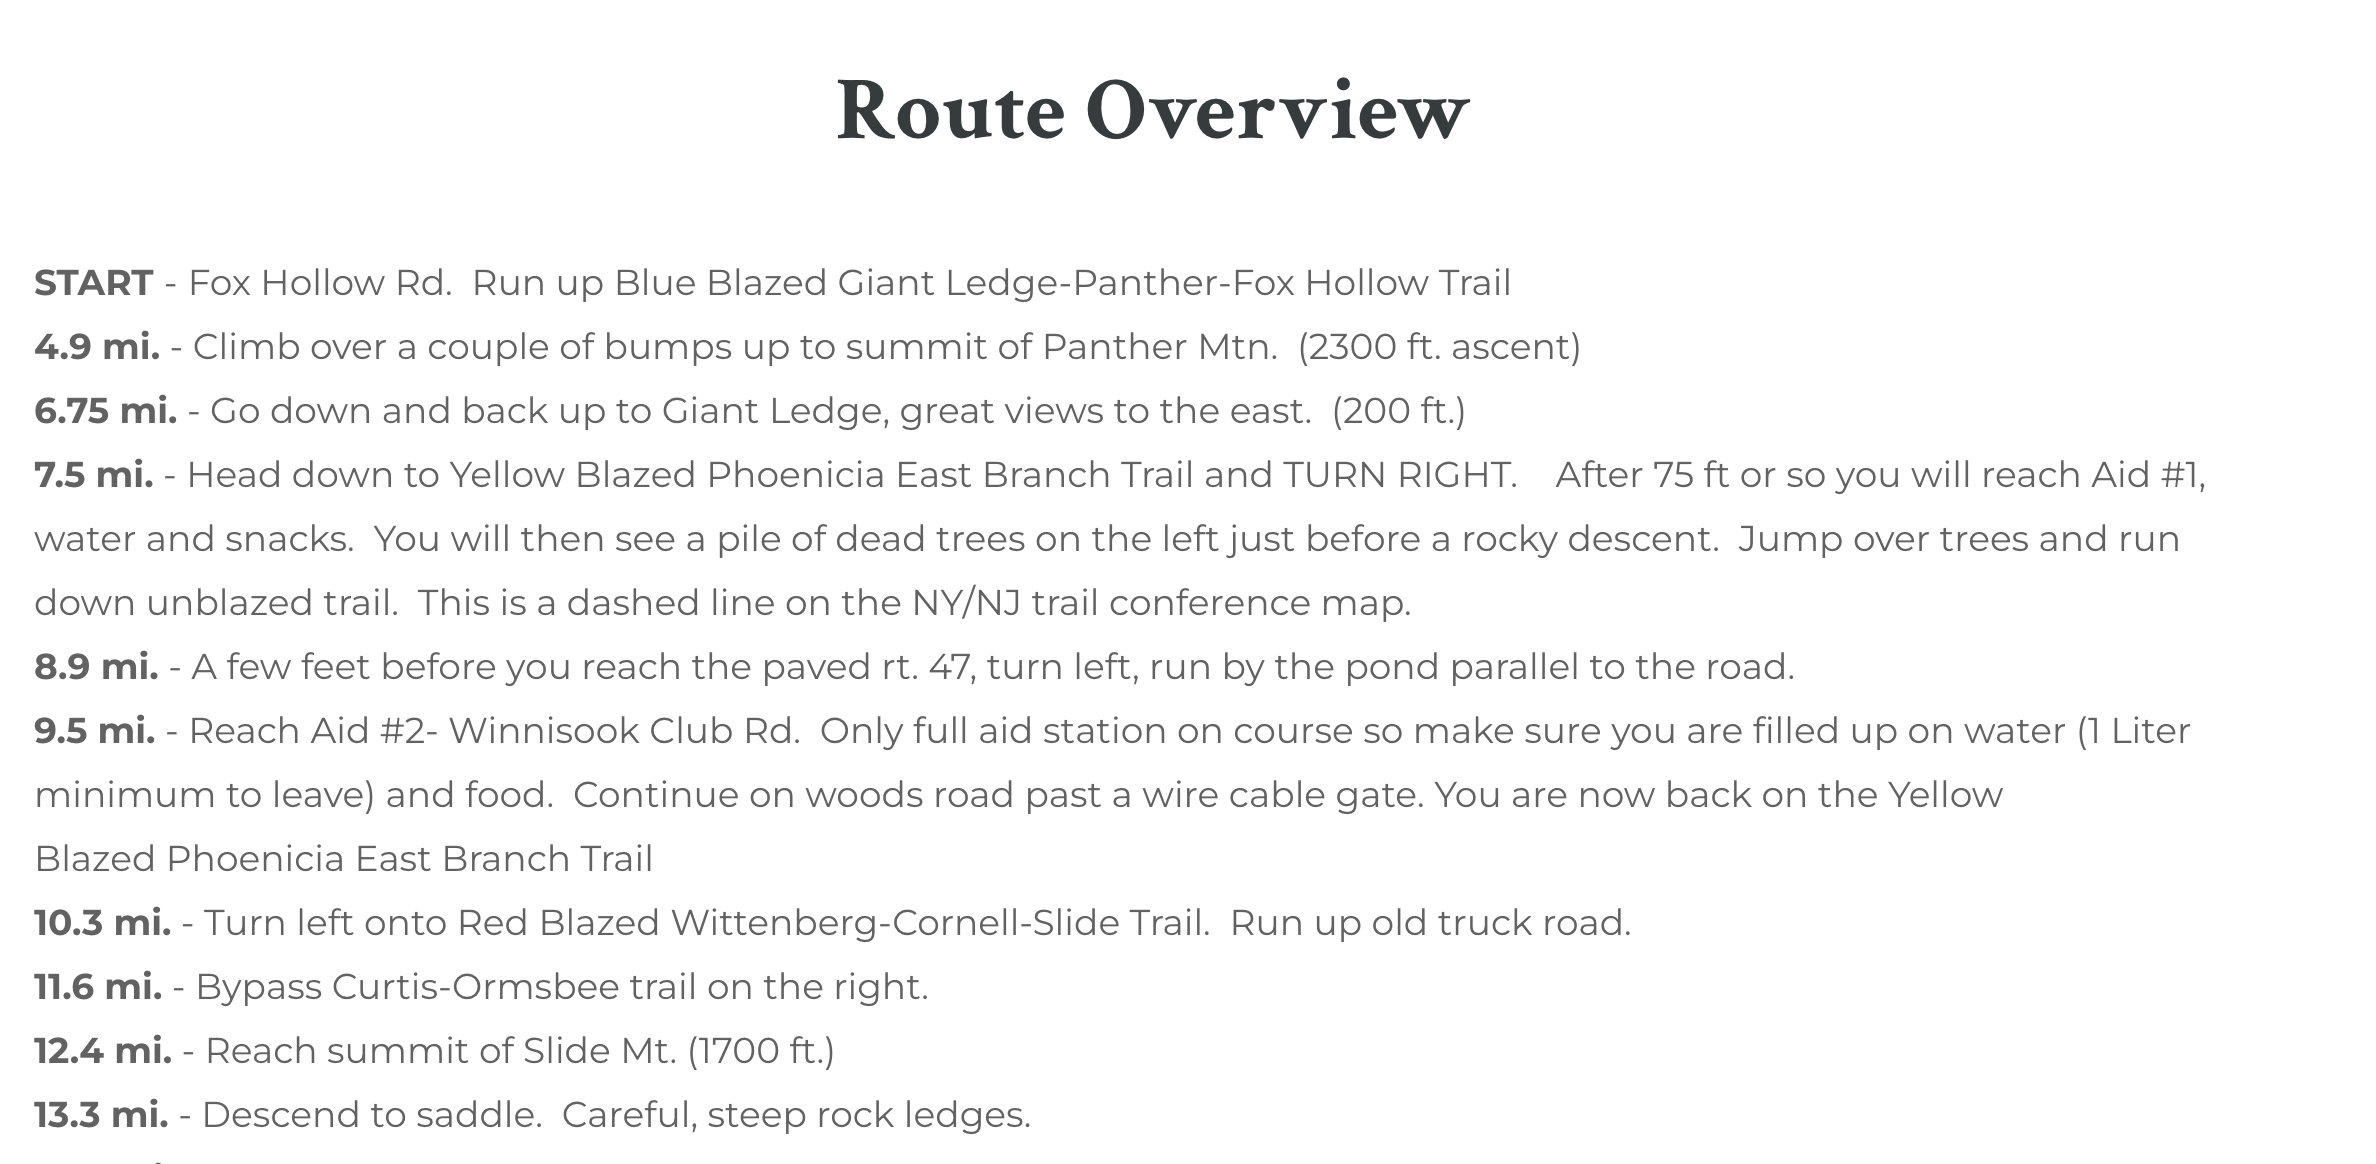 Route Overview
START - Fox Hollow Rd.  Run up Blue Blazed Giant Ledge-Panther-Fox Hollow Trail
4.9 mi. - Climb over a couple of bumps up to summit of Panther Mtn.  (2300 ft. ascent)
6.75 mi. - Go down and back up to Giant Ledge, great views to the east.  (200 ft.)
7.5 mi. - Head down to Yellow Blazed Phoenicia East Branch Trail and TURN RIGHT.    After 75 ft or so you will reach Aid #1,
water and snacks.  You will then see a pile of dead trees on the left just before a rocky descent.  Jump over trees and run
down unblazed trail.  This is a dashed line on the NY/NJ trail conference map.
8.9 mi. - A few feet before you reach the paved rt. 47, turn left, run by the pond parallel to the road.
9.5 mi. - Reach Aid #2- Winnisook Club Rd.  Only full aid station on course so make sure you are filled up on water (1 Liter
minimum to leave) and food.  Continue on woods road past a wire cable gate. You are now back on the Yellow
Blazed Phoenicia East Branch Trail
10.3 mi. - Turn left onto Red Blazed Wittenberg-Cornell-Slide Trail.  Run up old truck road.
11.6 mi. - Bypass Curtis-Ormsbee trail on the right.
12.4 mi. - Reach summit of Slide Mt. (1700 ft.)
13.3 mi. - Descend to saddle.  Careful, steep rock ledges.